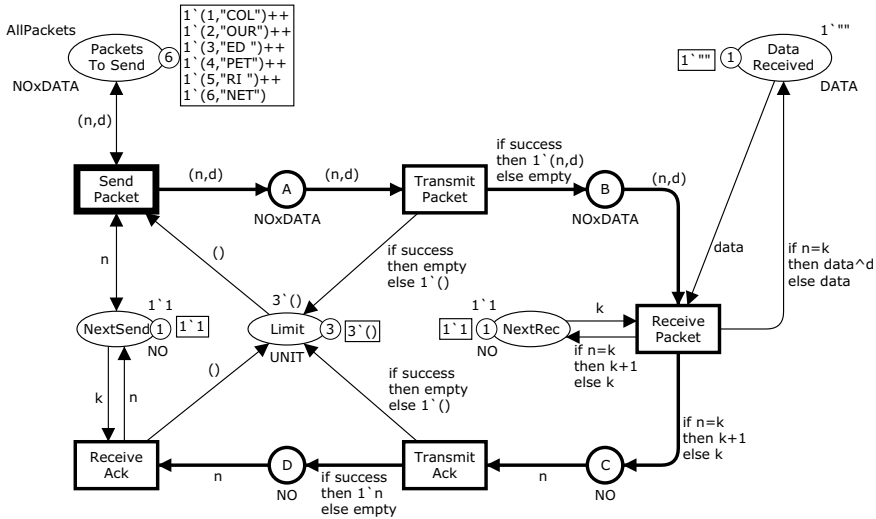 AllPackets
Packets
To Send
6
1`(1,"COL")++
1`(2,"OUR")++
1`(3,"ED ")++
1`(4,"PET")++
1`(5,"RI ")++
1`(6,"NET")
NOxDATA
1`""
1`""
1
Data
Received
DATA
(n,d)
Send
Packet
(n,d)
A
NOxDATA
(n,d)
Transmit
Packet
if success
then 1`(n,d)
else empty
B
NOxDATA
(n,d)
n
()
if success
then empty
else 1`()
data
if n=k
then data^d
else data
1`1
NextSend
1
1`1
NO
3`()
Limit
3
3`()
UNIT
1`1
1`1
1
NextRec
NO
k
if n=k
then k+1
else k
Receive
Packet
k
n
()
if success
then empty
else 1`()
if n=k
then k+1
else k
Receive
Ack
n
D
NO
if success
then 1`n
else empty
Transmit
Ack
n
C
NO